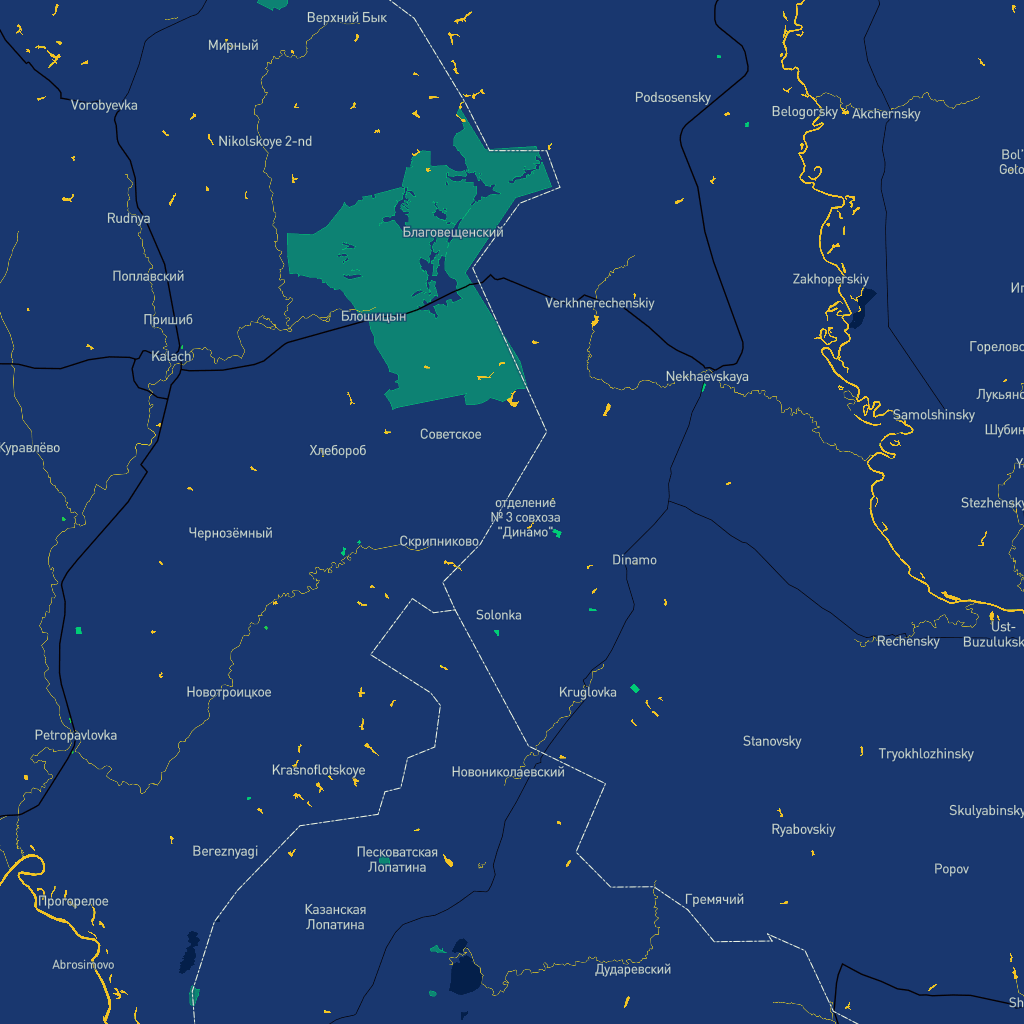 Верхний Бык
Мирный
Vorobyevka
Podsosensky
Belogorsky
Akchernsky
Nikolskoye 2-nd
Bol'
Golo
Rudnya
Благовещенский
Поплавский
Zakhoperskiy
Verkhnerechenskiy
Пришиб
Блошицын
Kalach
Гореловс
Nekhaevskaya
Лукьянс
Samolshinsky
Шубин
Советское
Хлебороб
Куравлёво
отделение
№ 3 совхоза
"Динамо"
Stezhensky
Чернозёмный
Скрипниково
Dinamo
Solonka
Ust-
Buzuluksk
Rechensky
Новотроицкое
Kruglovka
Petropavlovka
Stanovsky
Tryokhlozhinsky
Krasnoflotskoye
Новониколаевский
Skulyabinsky
Ryabovskiy
Bereznyagi
Песковатская
Лопатина
Popov
Прогорелое
Гремячий
Казанская
Лопатина
Abrosimovo
Дударевский
Sh